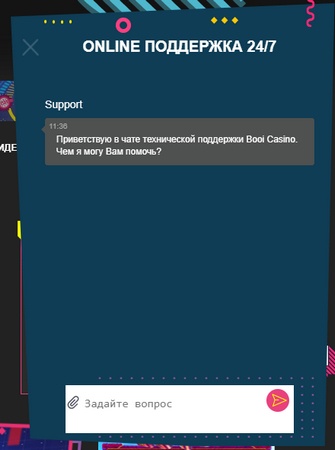 ONLINE ПОДДЕРЖКА 24/7
Support
11:36
Приветствую в чате технической поддержки Booi Casino.
Чем я могу Вам помочь?
ИДЕ
Задайте вопрос